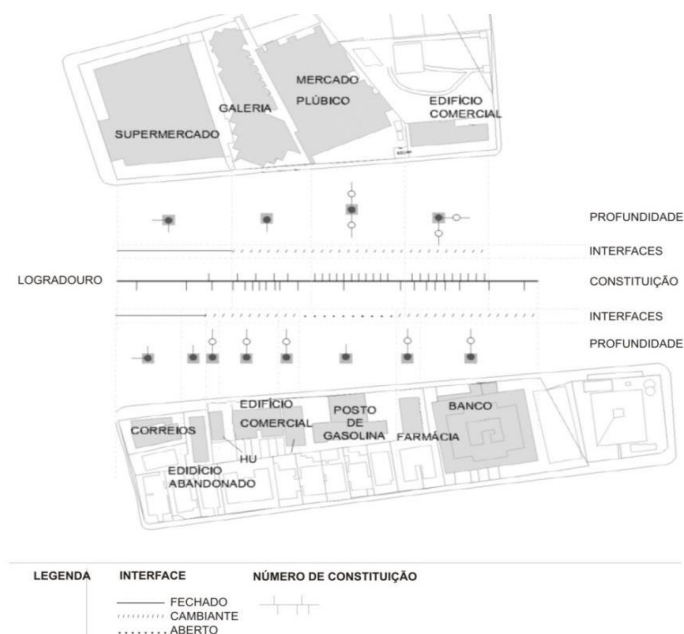 MERCADO
PLÚBICO
GALERIA
EDIFÍCIO
COMERCIAL
SUPERMERCADO
PROFUNDIDADE
INTERFACES
LOGRADOURO
CONSTITUIÇÃO
INTERFACES
PROFUNDIDADE
EDIFÍCIO
COMERCIAL
CORREIOS
HU
EDIDÍCIO
ABANDONADO
POSTO
DE
GASOLINA
FARMÁCIA
BANCO
LEGENDA
INTERFACE
NÚMERO DE CONSTITUIÇÃO
FECHADO
CAMBIANTE
ABERTO